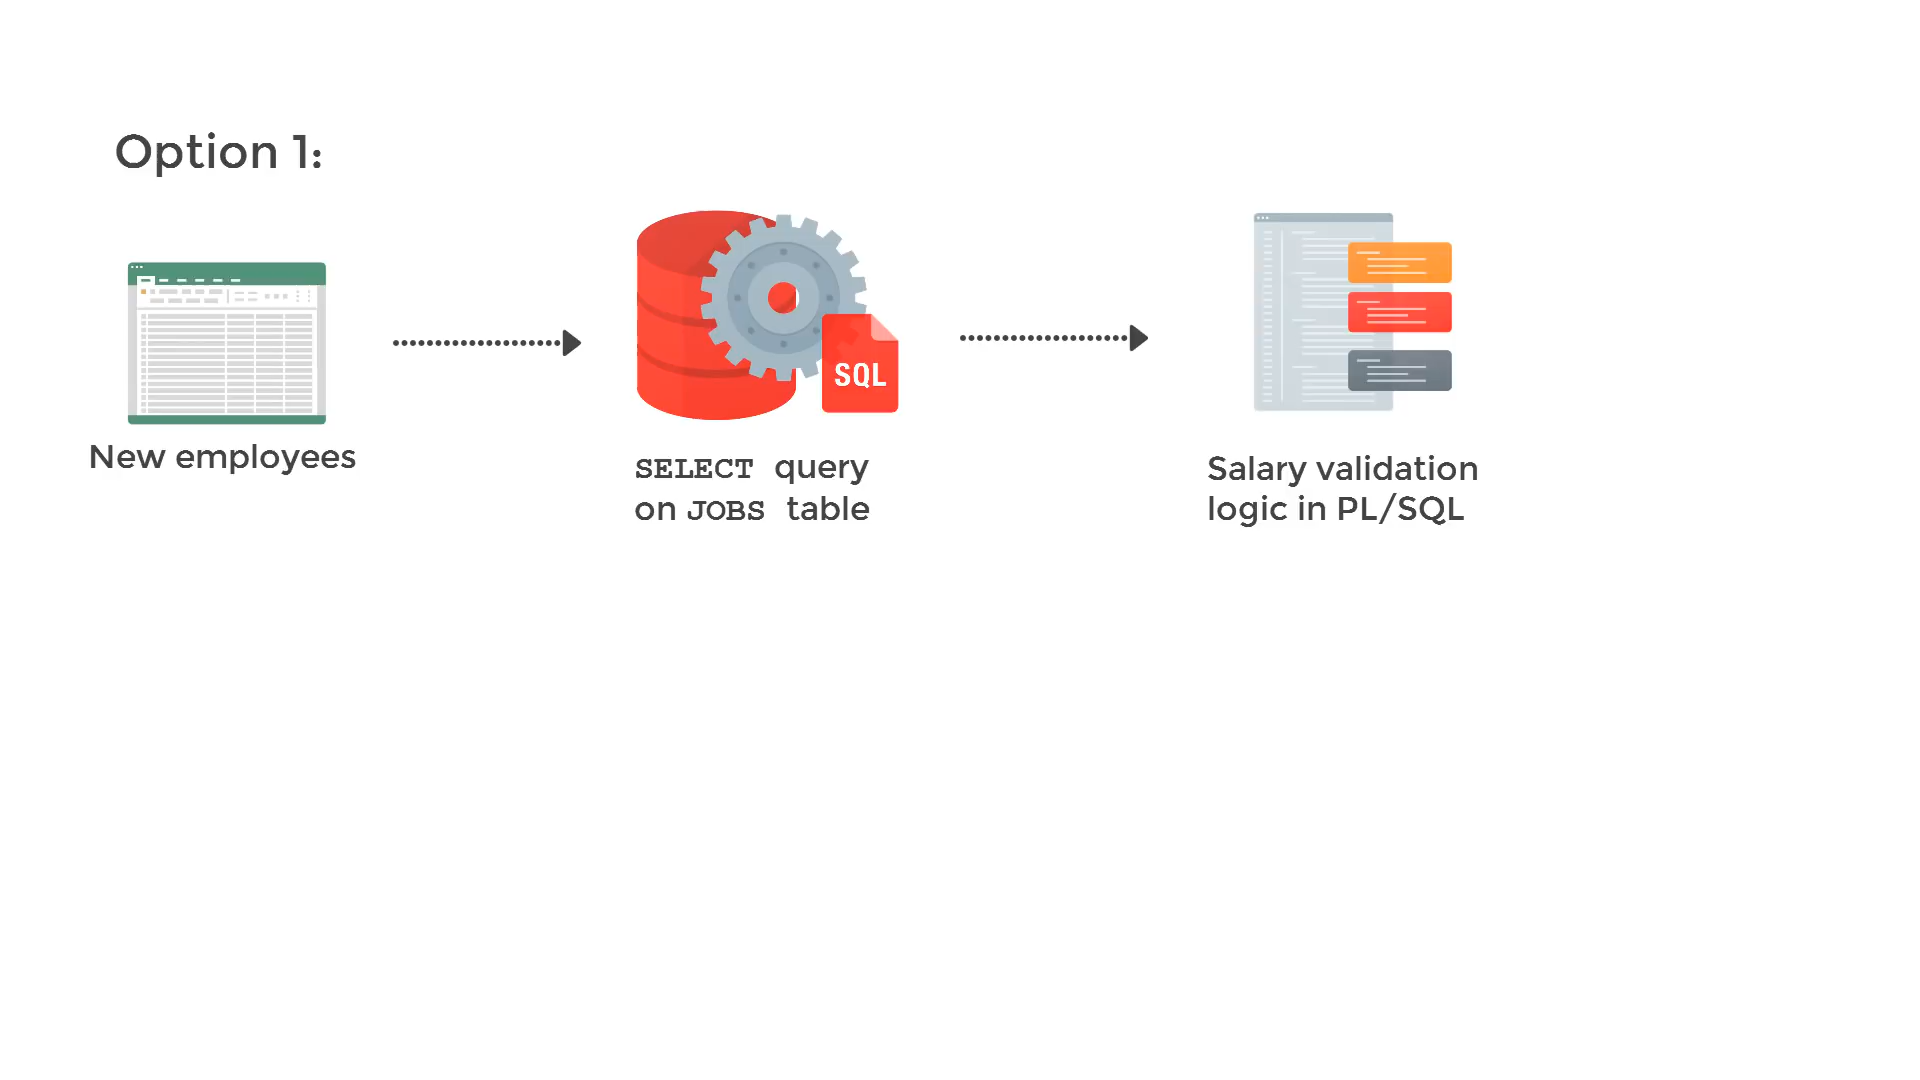 Option 1:
SQL
New employees
SELECT query
on JOBS table
Salary validation
logic in PL/SQL